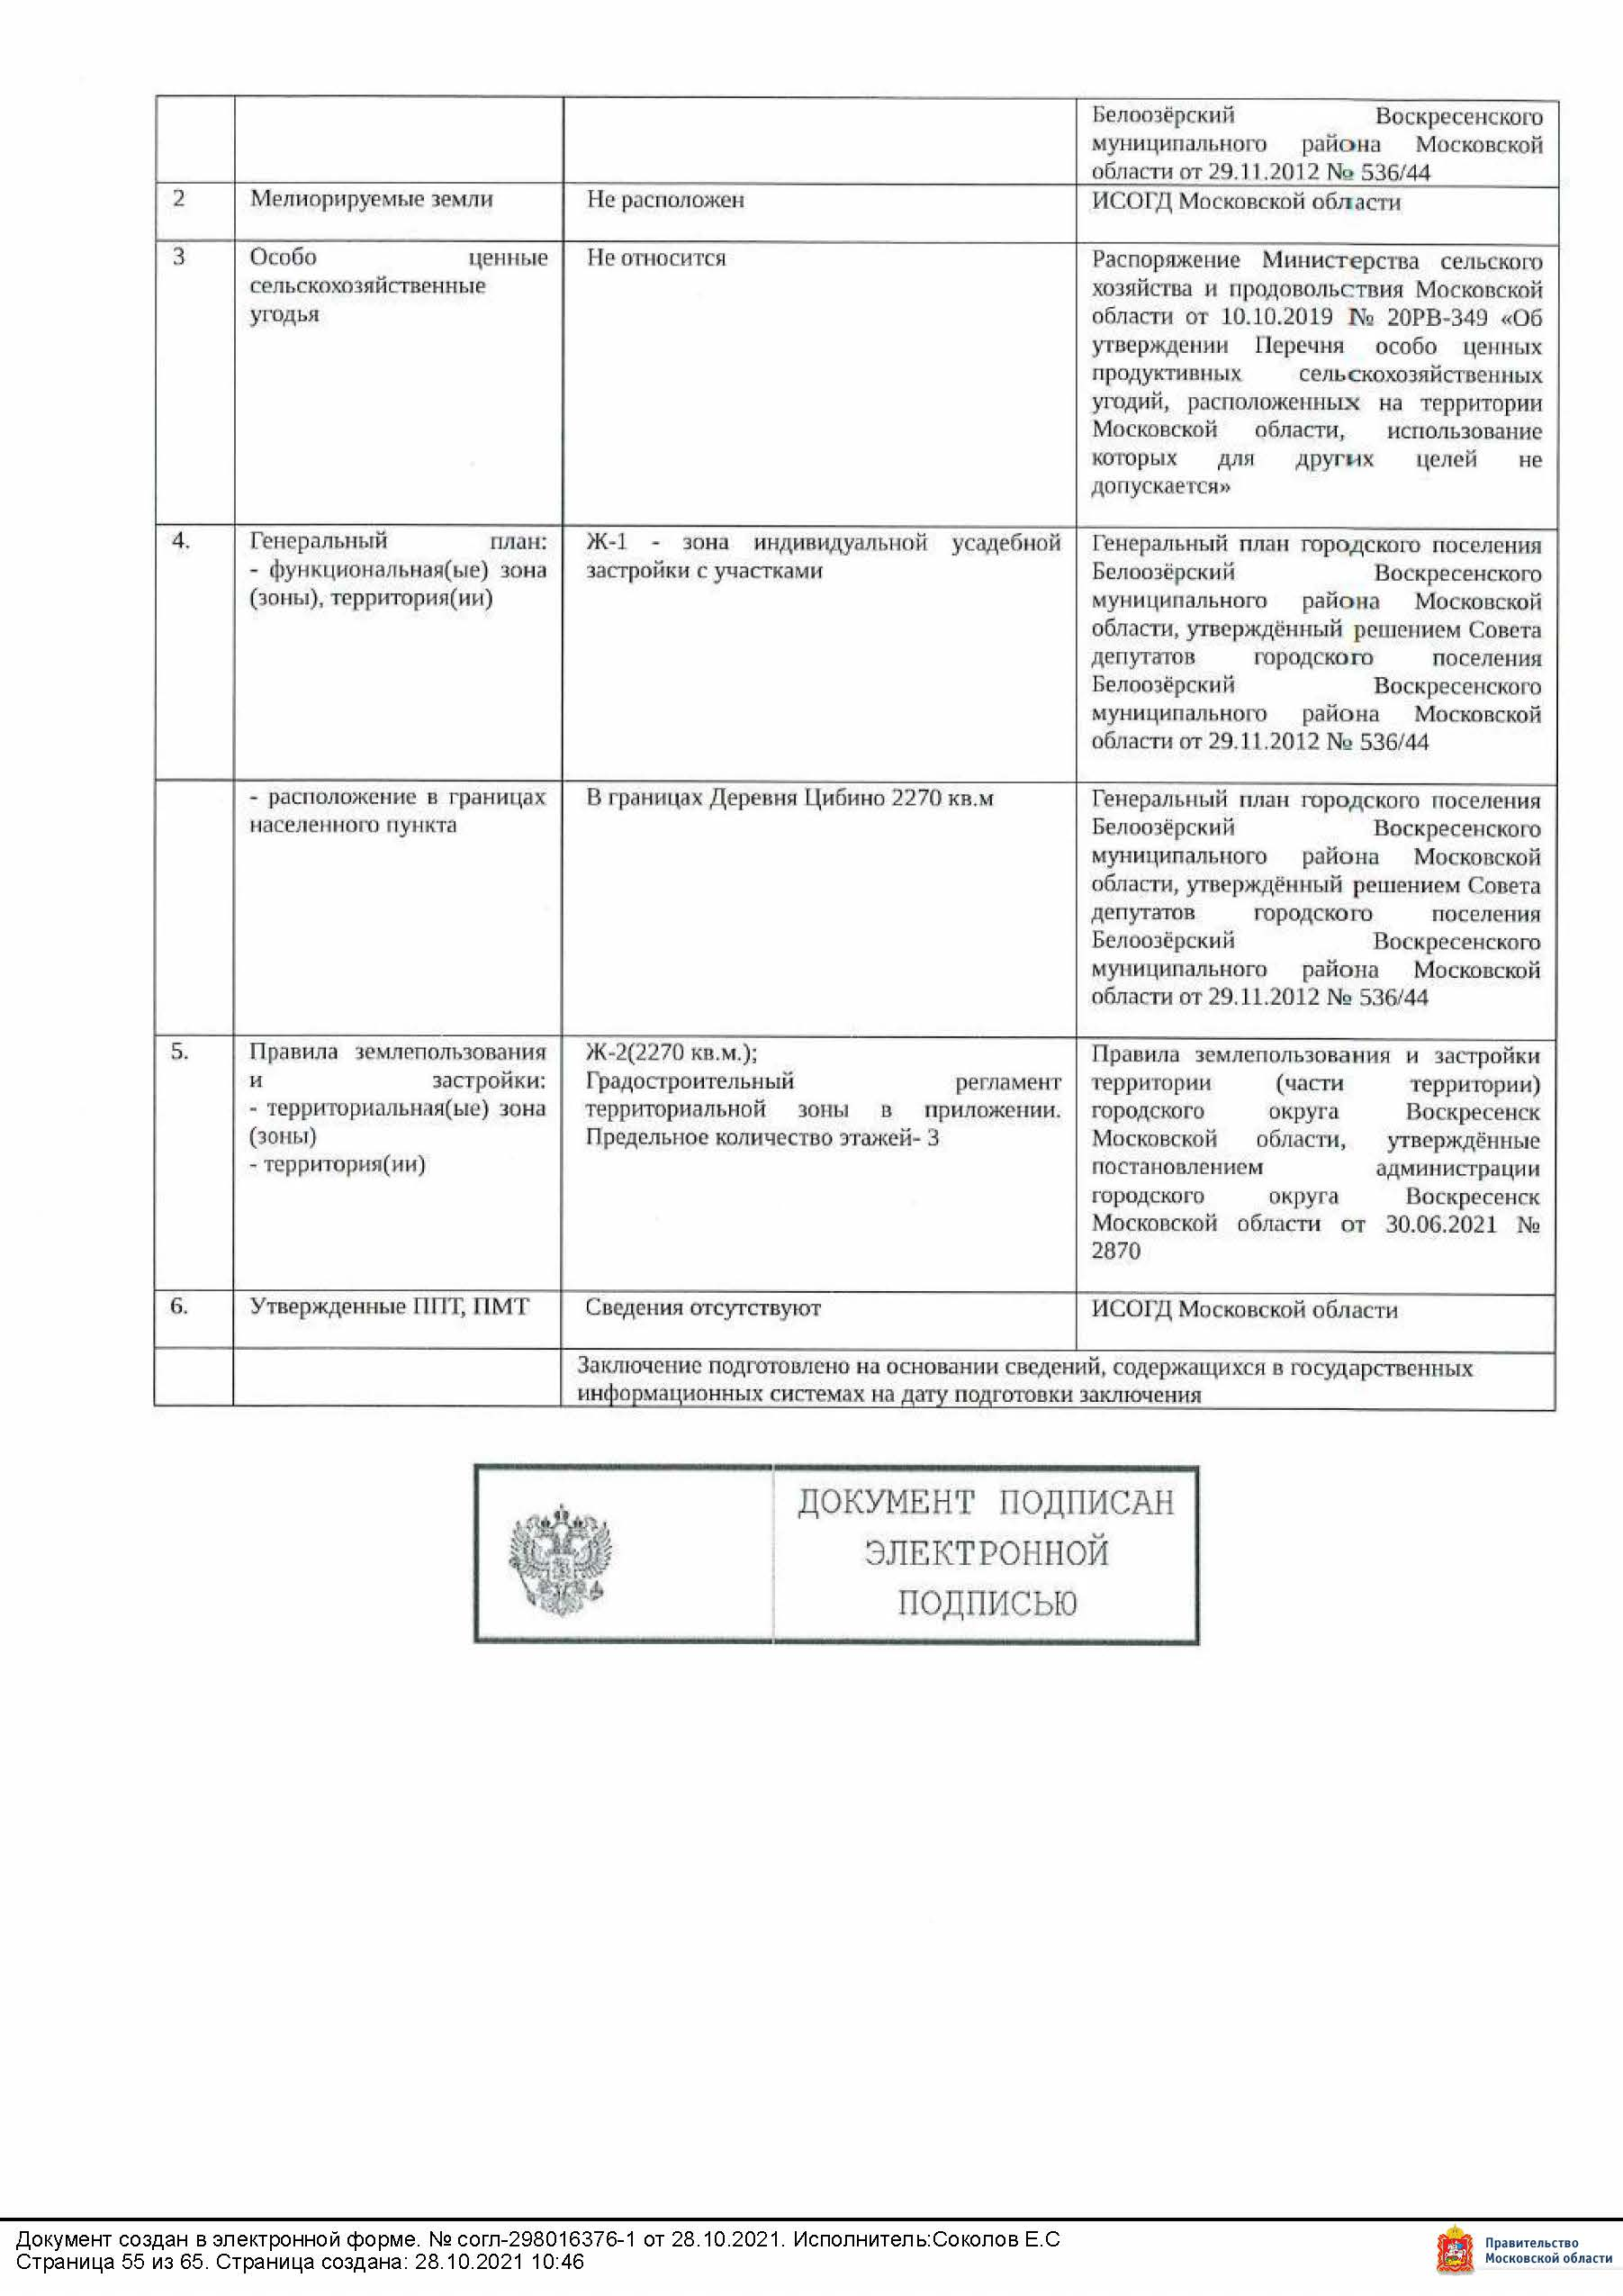 Белоозёрский Воскресенского
муниципального района Московской
области от 29.11.2012 № 536/44
2 Мелиорируемые земли Не расположен ИСОГД Московской области
3 Особо ценные
сельскохозяйственные
угодья
Не относится
Распоряжение Министерства сельского
хозяйства и продовольствия Московской
области от 10.10.2019 № 20РВ-349 «Об
утверждении Перечня особо ценных
продуктивных сельскохозяйственных
угодий, расположенных на территории
Московской области, использование
которых для других целей не
допускается»
4. Генеральный план:
- функциональная(ые) зона
(зоны), территория(ии)
Ж-1 - зона индивидуальной усадебной
застройки с участками
Генеральный план городского поселения
Белоозёрский Воскресенского
муниципального района Московской
области, утверждённый решением Совета
депутатов городского поселения
Белоозёрский Воскресенского
муниципального района Московской
области от 29.11.2012 № 536/44
- расположение в границах
населенного пункта
В границах Деревня Цибино 2270 кв.м
Генеральный план городского поселения
Белоозёрский Воскресенского
муниципального района Московской
области, утверждённый решением Совета
депутатов городского поселения
Белоозёрский Воскресенского
муниципального района Московской
области от 29.11.2012 № 536/44
5. Правила землепользования
и застройки:
- территориальная(ые) зона
(зоны)
- территория(ии)
Ж-2(2270 кв.м.);
Градостроительный регламент
территориальной зоны в приложении.
Предельное количество этажей- 3
Правила землепользования и застройки
территории (части территории)
городского округа Воскресенск
Московской области, утверждённые
постановлением администрации
городского округа Воскресенск
Московской области от 30.06.2021 №
2870
6. Утвержденные ППТ, ПМТ Сведения отсутствуют ИСОГД Московской области
Заключение подготовлено на основании сведений, содержащихся в государственных
информационных системах на дату подготовки заключения
ДОКУМЕНТ ПОДПИСАН
ЭЛЕКТРОННОЙ
ПОДПИСЬЮ
Документ создан в электронной форме. № согл-298016376-1 от 28.10.2021. Исполнитель:Соколов Е.С
Страница 55 из 65. Страница создана: 28.10.2021 10:46
Правительство
Московской области